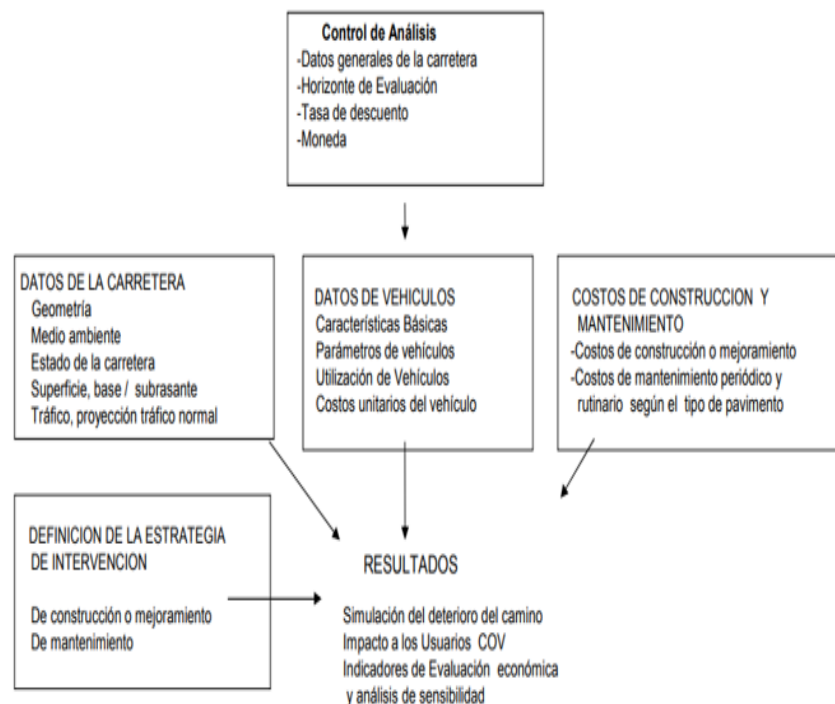 Control de Análisis
-Datos generales de la carretera
-Horizonte de Evaluación
-Tasa de descuento
-Moneda
DATOS DE LA CARRETERA
Geometría
Medio ambiente
Estado de la carretera
Superficie, base / subrasante
Tráfico, proyección tráfico normal
DATOS DE VEHICULOS
Características Básicas
Parámetros de vehículos
Utilización de Vehículos
Costos unitarios del vehículo
COSTOS DE CONSTRUCCION Y
MANTENIMIENTO
-Costos de construcción o mejoramiento
-Costos de mantenimiento periódico y
rutinario según el tipo de pavimento
DEFINICION DE LA ESTRATEGIA
DE INTERVENCION
De construcción o mejoramiento
De mantenimiento
RESULTADOS
Simulación del deterioro del camino
Impacto a los Usuarios COV
Indicadores de Evaluación económica
y análisis de sensibilidad